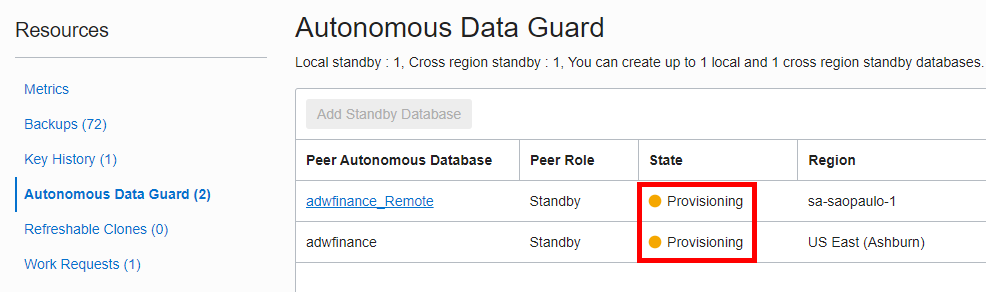 Resources
Metrics
Backups (72)
Key History (1)
Autonomous Data Guard (2)
Refreshable Clones (0)
Work Requests (1)
Autonomous Data Guard
Local standby : 1, Cross region standby : 1, You can create up to 1 local and 1 cross region standby databases.
Add Standby Database
Peer Autonomous Database Peer Role State Region
adwfinance_Remote Standby Provisioning sa-saopaulo-1
adwfinance Standby Provisioning US East (Ashburn)